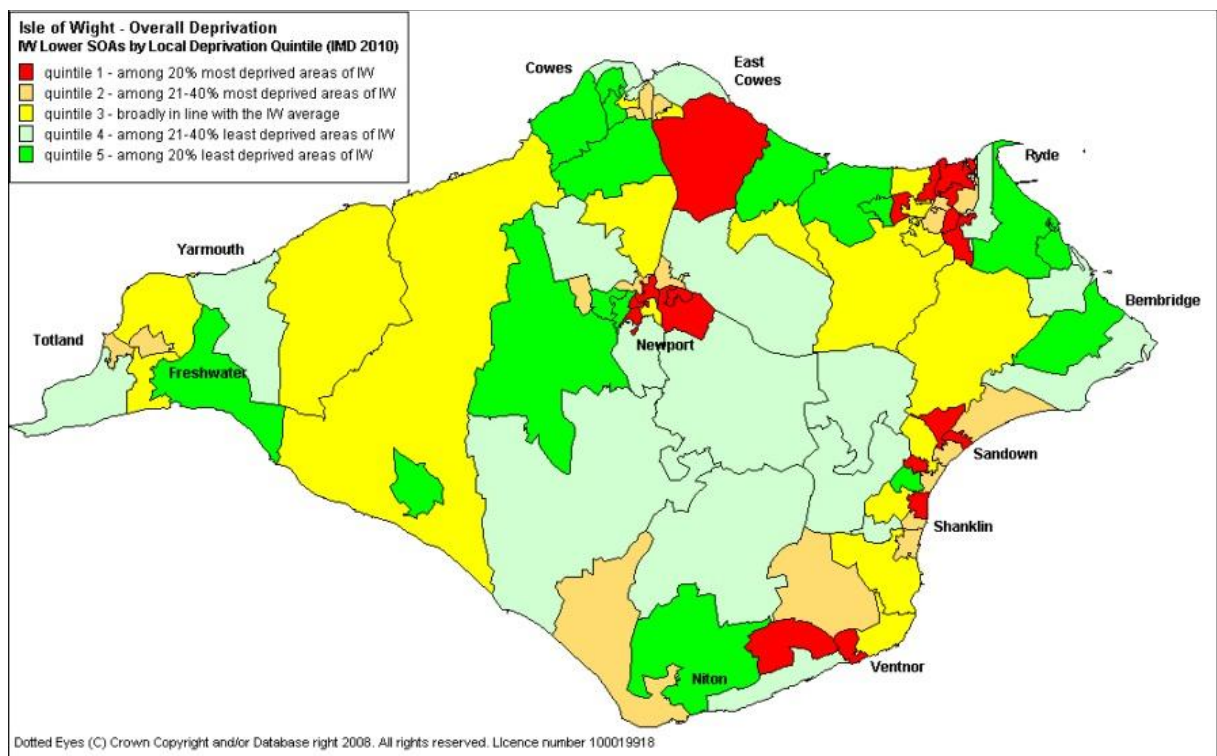 Isle of Wight - Overall Deprivation
IW Lower SOAs by Local Deprivation Quintile (IMD 2010)
quintile 1 - among 20% most deprived areas of IW
quintile 2 - among 21-40% most deprived areas of IW
quintile 3 - broadly in line with the IW average
quintile 4 - among 21-40% least deprived areas of IW
quintile 5 - among 20% least deprived areas of IW
Cowes
East
Cowes
Ryde
Yarmouth
Bembridge
Totland
Newport
Freshwater
Sandown
Shanklin
Ventnor
Niton
Dotted Eyes (C) Crown Copyright and/or Database right 2008. All rights reserved. Licence number 100019918